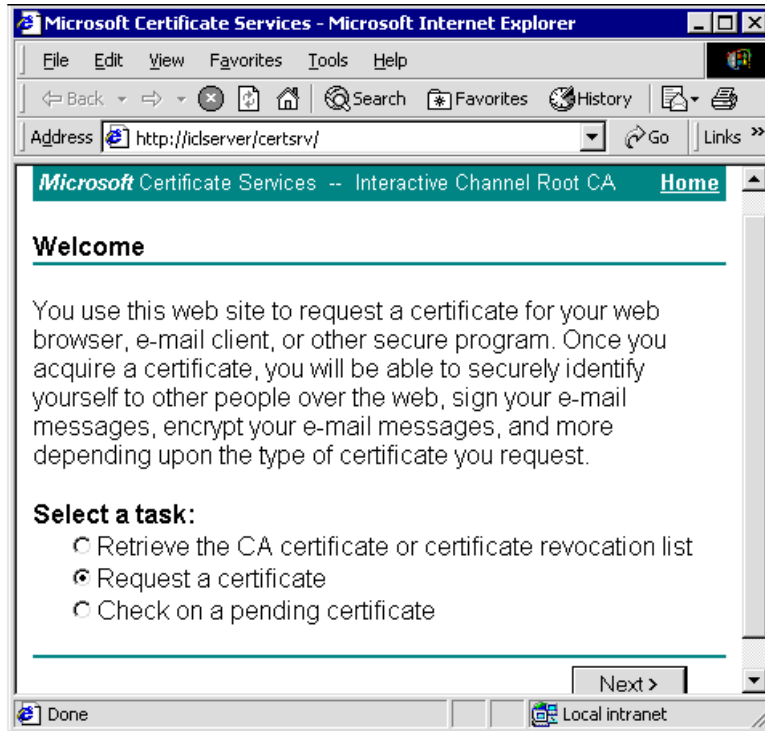 Microsoft Certificate Services - Microsoft Internet Explorer
File Edit View Favorites Tools Help
Back Search Favorites History
Address http://iclserver/certsrv/ Go Links »
Microsoft Certificate Services -- Interactive Channel Root CA Home
Welcome
You use this web site to request a certificate for your web
browser, e-mail client, or other secure program. Once you
acquire a certificate, you will be able to securely identify
yourself to other people over the web, sign your e-mail
messages, encrypt your e-mail messages, and more
depending upon the type of certificate you request.
Select a task:
Retrieve the CA certificate or certificate revocation list
Request a certificate
Check on a pending certificate
Next >
Done Local intranet